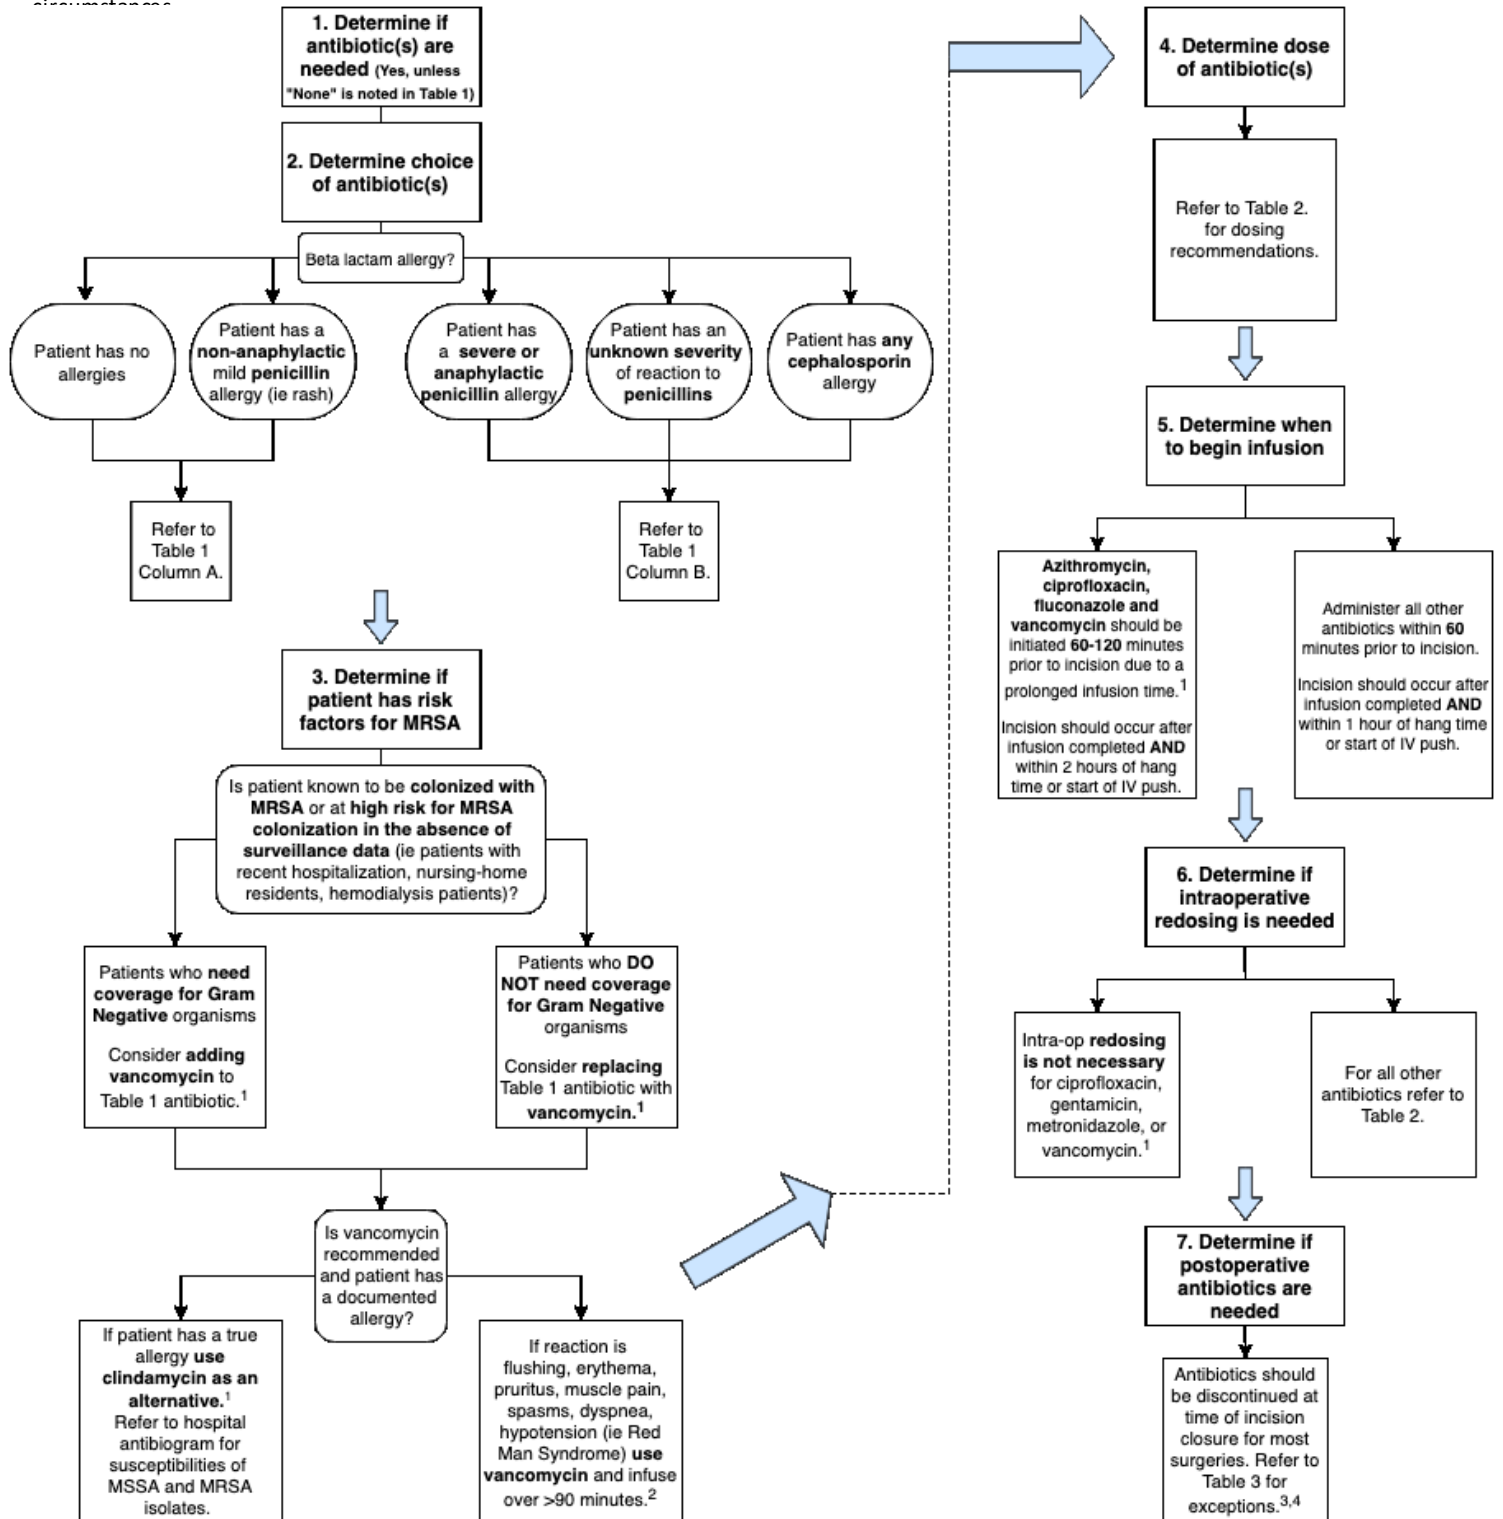 circumstances
1. Determine if
antibiotic(s) are
needed (Yes, unless
"None" is noted in Table 1)
2. Determine choice
of antibiotic(s)
Beta lactam allergy?
Patient has no
allergies
Patient has a
non-anaphylactic
mild penicillin
allergy (ie rash)
Patient has
a severe or
anaphylactic
penicillin allergy
Patient has an
unknown severity
of reaction to
penicillins
Patient has any
cephalosporin
allergy
Refer to
Table 1
Column A.
Refer to
Table 1
Column B.
3. Determine if
patient has risk
factors for MRSA
Is patient known to be colonized with
MRSA or at high risk for MRSA
colonization in the absence of
surveillance data (ie patients with
recent hospitalization, nursing-home
residents, hemodialysis patients)?
Patients who need
coverage for Gram
Negative organisms
Consider adding
vancomycin to
Table 1 antibiotic.1
Patients who DO
NOT need coverage
for Gram Negative
organisms
Consider replacing
Table 1 antibiotic with
vancomycin.1
Is vancomycin
recommended
and patient has
a documented
allergy?
If patient has a true
allergy use
clindamycin as an
alternative.1
Refer to hospital
antibiogram for
susceptibilities of
MSSA and MRSA
isolates.
If reaction is
flushing, erythema,
pruritus, muscle pain,
spasms, dyspnea,
hypotension (ie Red
Man Syndrome) use
vancomycin and infuse
over >90 minutes.2
4. Determine dose
of antibiotic(s)
Refer to Table 2.
for dosing
recommendations.
5. Determine when
to begin infusion
Azithromycin,
ciprofloxacin,
fluconazole and
vancomycin should be
initiated 60-120 minutes
prior to incision due to a
prolonged infusion time.1
Incision should occur after
infusion completed AND
within 2 hours of hang
time or start of IV push.
Administer all other
antibiotics within 60
minutes prior to incision.
Incision should occur after
infusion completed AND
within 1 hour of hang time
or start of IV push.
6. Determine if
intraoperative
redosing is needed
Intra-op redosing
is not necessary
for ciprofloxacin,
gentamicin,
metronidazole, or
vancomycin.1
For all other
antibiotics refer to
Table 2.
7. Determine if
postoperative
antibiotics are
needed
Antibiotics should
be discontinued at
time of incision
closure for most
surgeries. Refer to
Table 3 for
exceptions.3,4